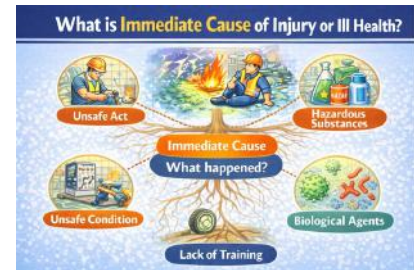 What is Immediate Cause of Injury or Ill Health?
Unsafe Act
Hazardous
Substances
Immediate Cause
What happened?
Unsafe Condition
Biological Agents
Lack of Training